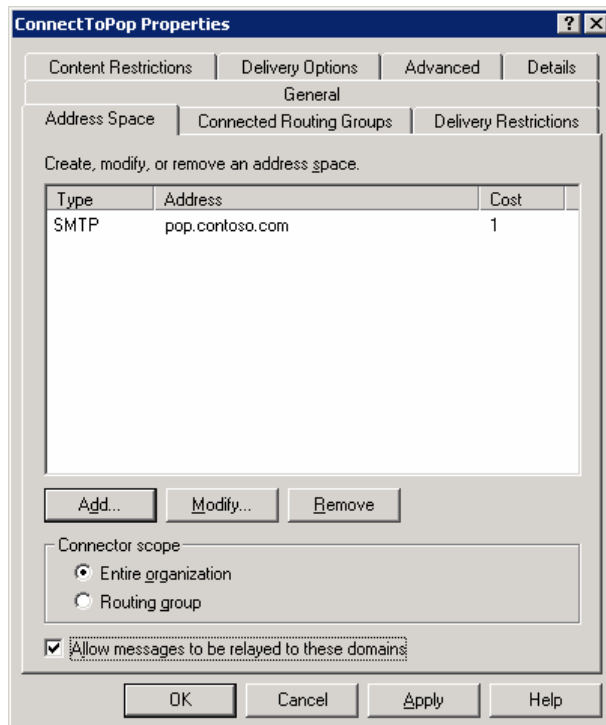 ConnectToPop Properties
Content Restrictions Delivery Options Advanced Details
General
Address Space Connected Routing Groups Delivery Restrictions
Create, modify, or remove an address space.
Type Address Cost
SMTP pop.contoso.com 1
Add... Modify... Remove
Connector scope
Entire organization
Routing group
Allow messages to be relayed to these domains
OK Cancel Apply Help